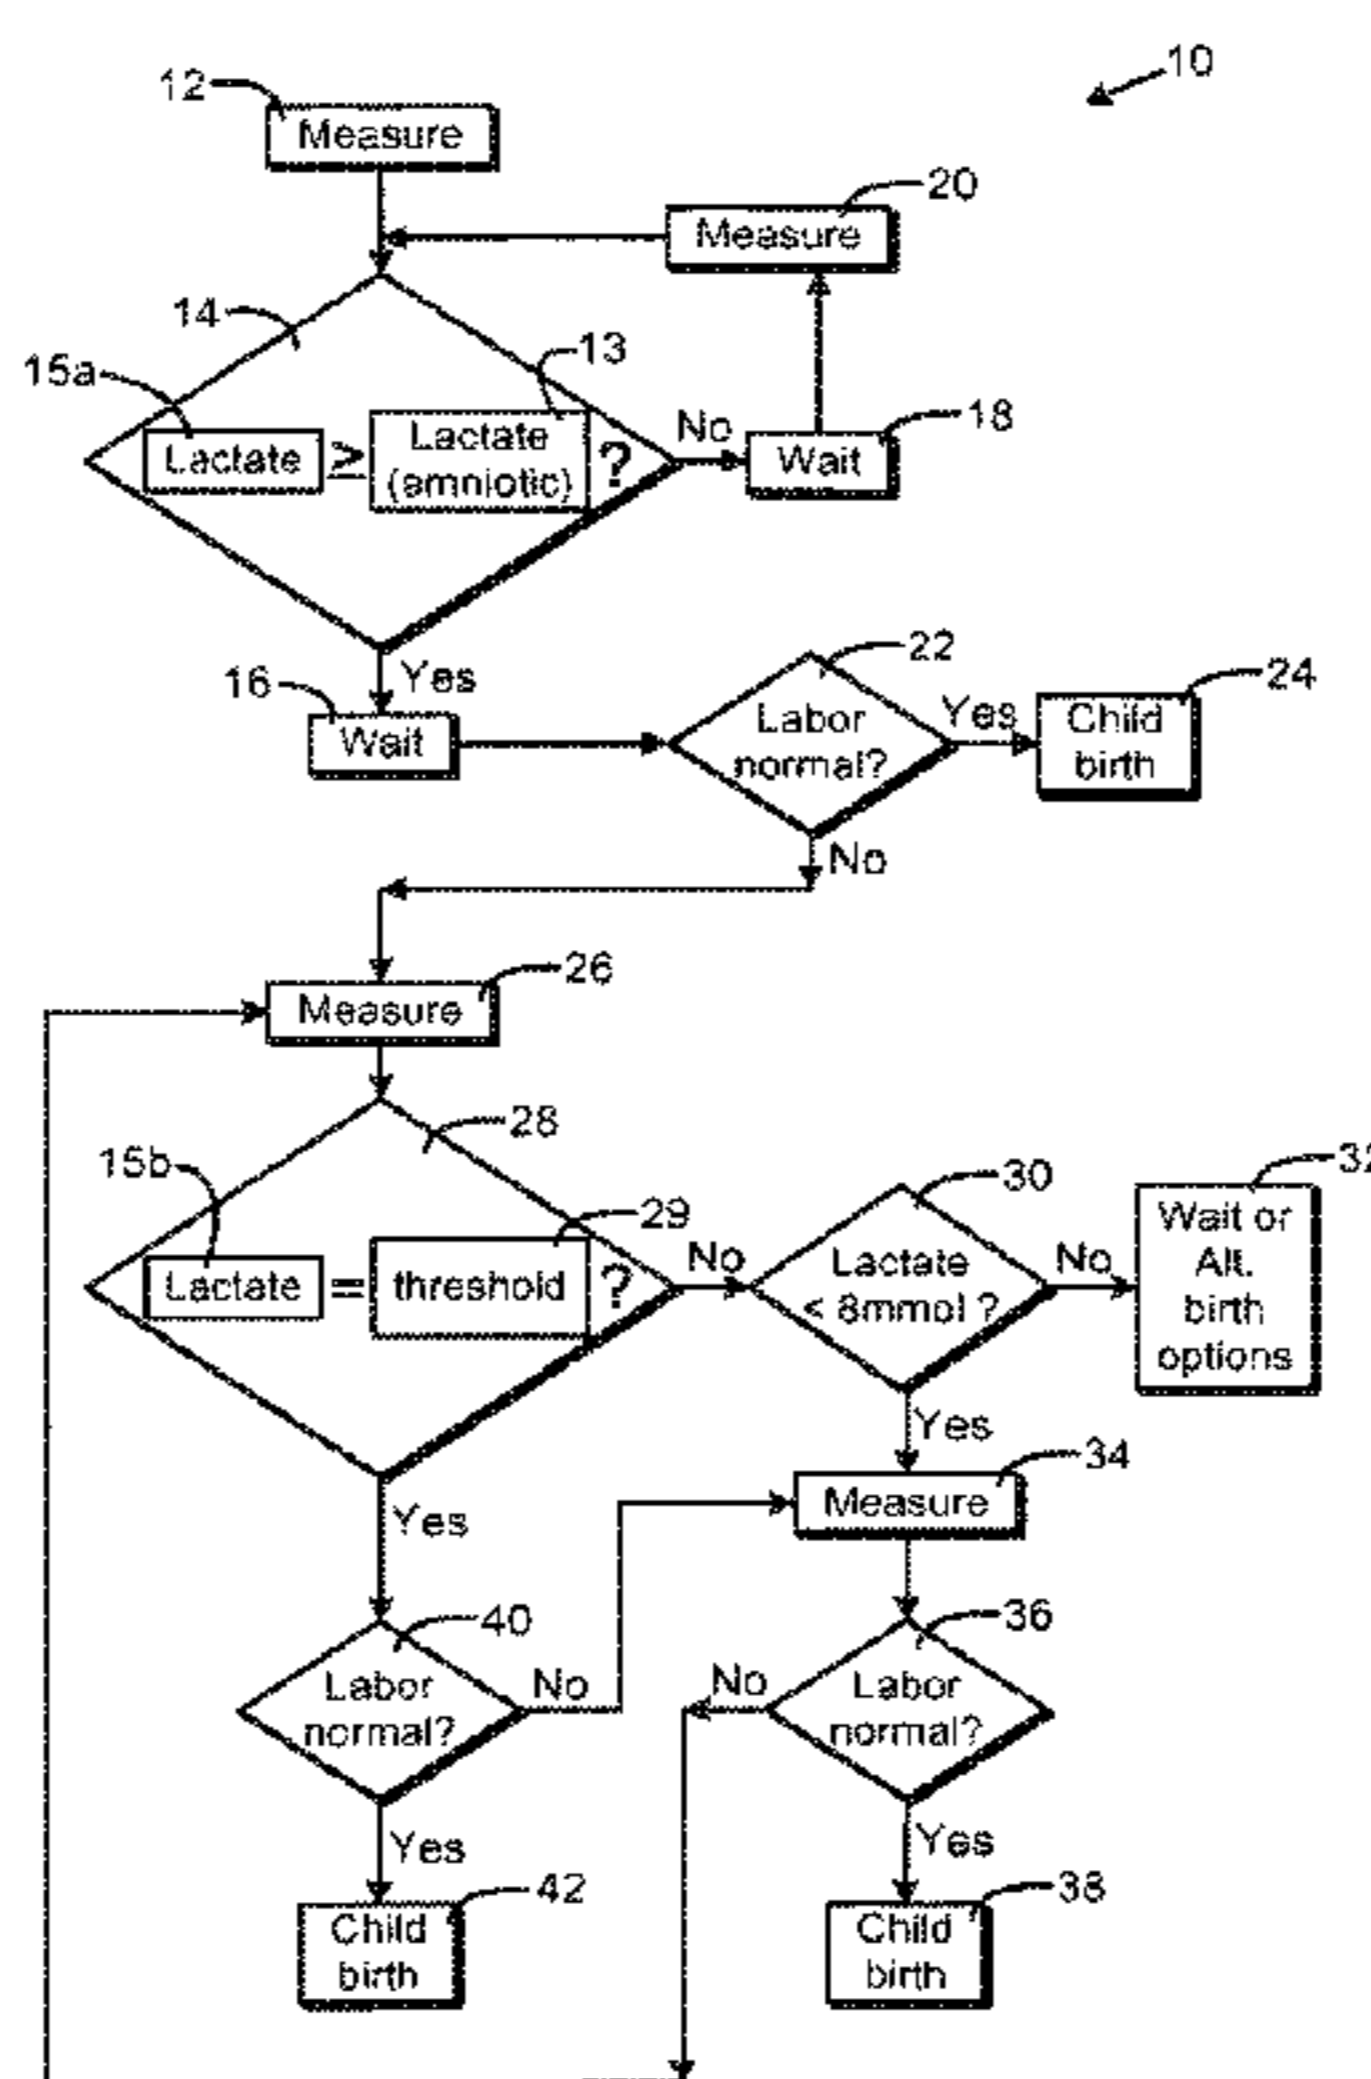 10
12
Measure
20
Measure
14
13
15a
Lactate
≥
Lactate
(amniotic)
?
No
18
Wait
Yes
16
Wait
22
Labor
normal?
Yes
24
Child
birth
No
26
Measure
28
15b
29
Lactate
=
threshold
?
No
30
Lactate
< 8mmol ?
No
32
Wait or
Alt.
birth
options
Yes
34
Measure
Yes
40
Labor
normal?
No
36
Labor
normal?
No
Yes
42
Child
birth
Yes
38
Child
birth